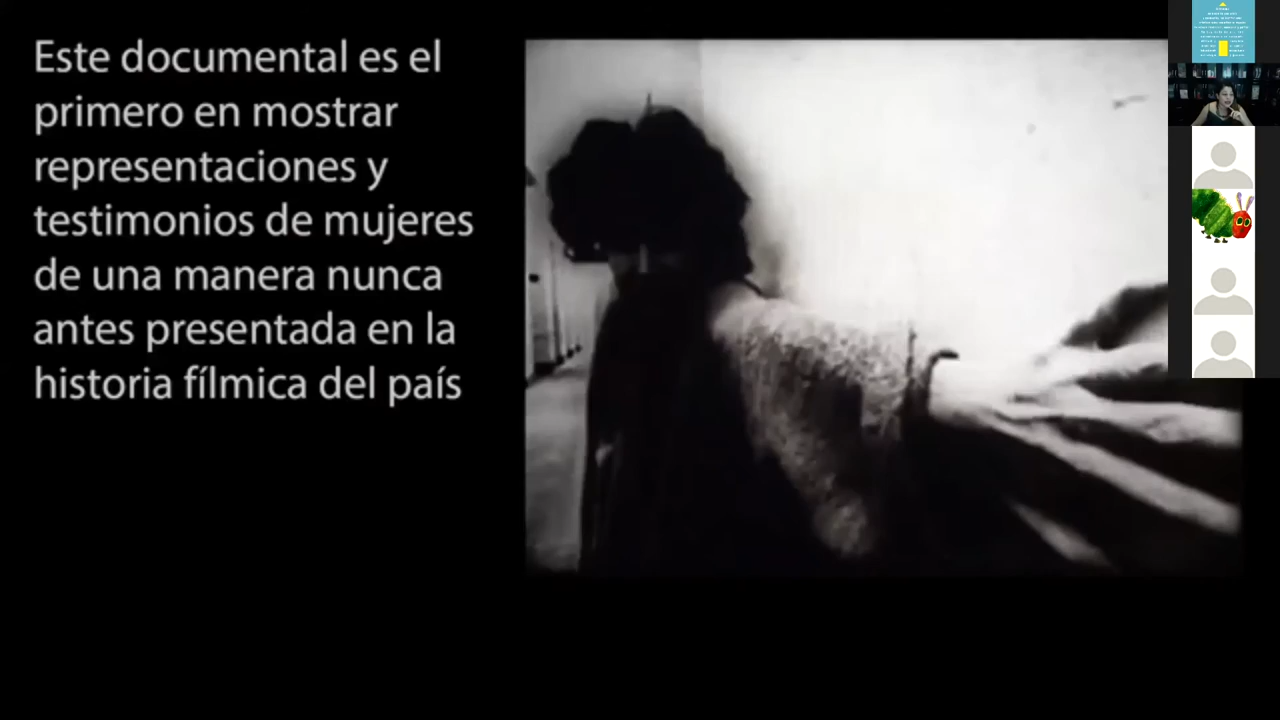 Este documental es el
primero en mostrar
representaciones y
testimonios de mujeres
de una manera nunca
antes presentada en la
historia fílmica del país